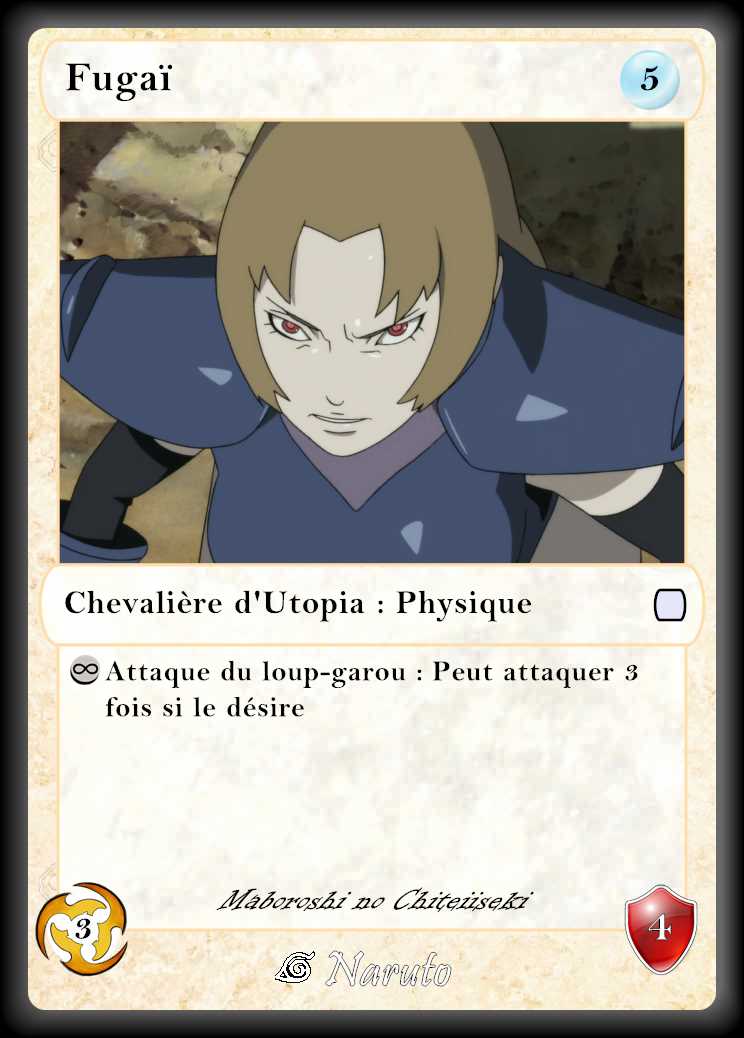 Fugaï
5
Chevalière d'Utopia : Physique
∞ Attaque du loup-garou : Peut attaquer 3
fois si le désire
Maboroshi no Chiteiiseki
3
4
Naruto